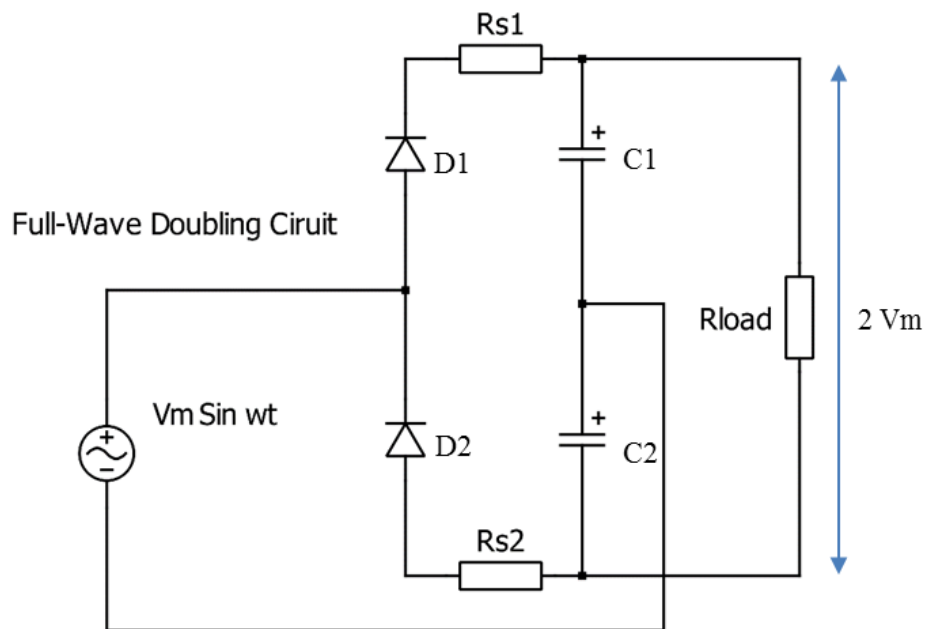 Rs1
+
D1
C1
Full-Wave Doubling Ciruit
Rload
2 Vm
Vm Sin wt
+
D2
C2
+
-
Rs2